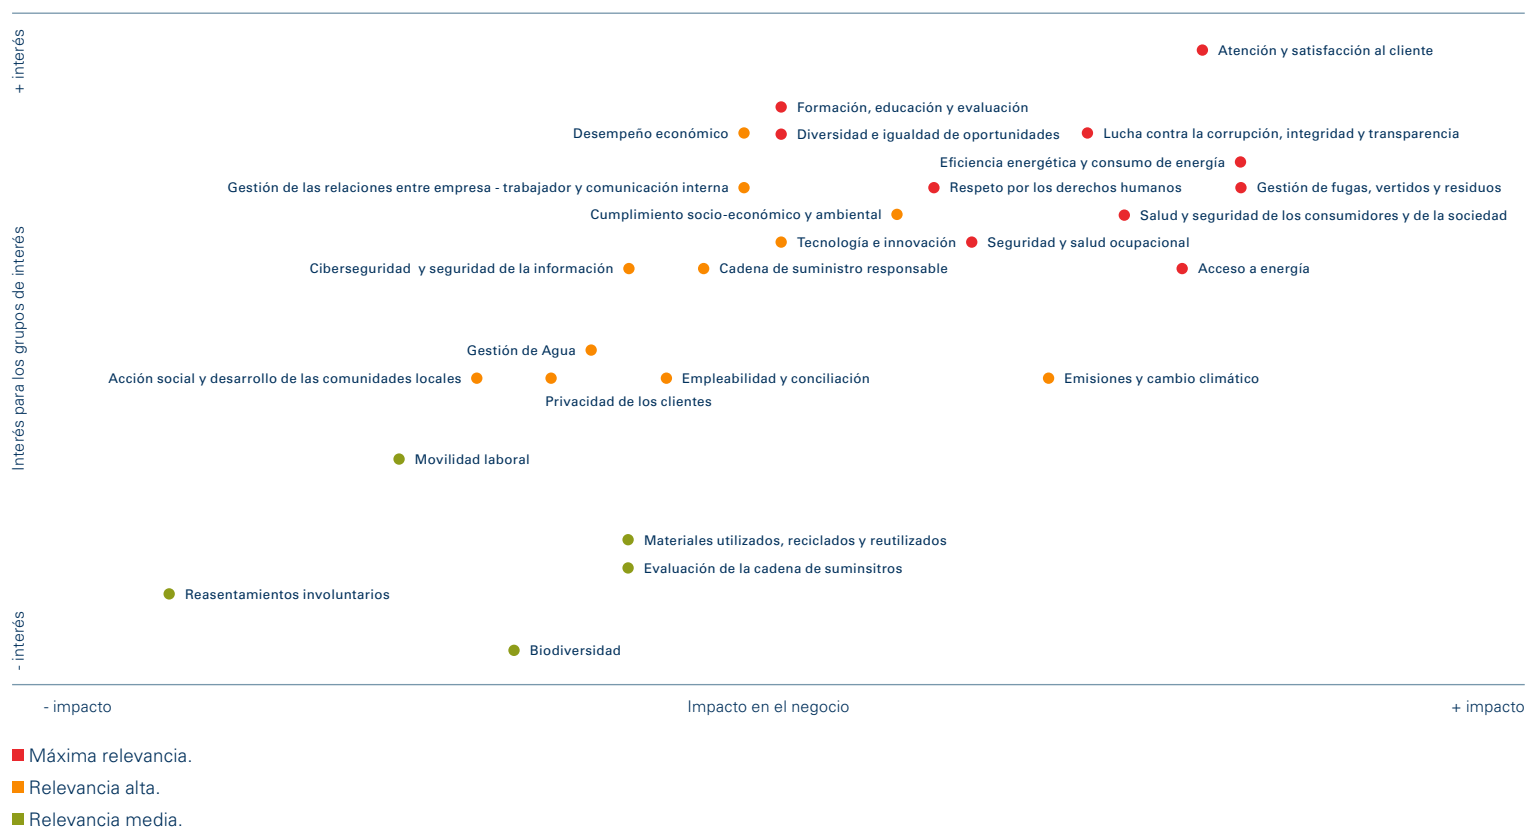 + interés
Interés para los grupos de interés
- interés
Atención y satisfacción al cliente
Formación, educación y evaluación
Desempeño económico
Diversidad e igualdad de oportunidades
Lucha contra la corrupción, integridad y transparencia
Eficiencia energética y consumo de energía
Gestión de las relaciones entre empresa - trabajador y comunicación interna
Respeto por los derechos humanos
Gestión de fugas, vertidos y residuos
Cumplimiento socio-económico y ambiental
Salud y seguridad de los consumidores y de la sociedad
Tecnología e innovación
Seguridad y salud ocupacional
Ciberseguridad y seguridad de la información
Cadena de suministro responsable
Acceso a energía
Gestión de Agua
Acción social y desarrollo de las comunidades locales
Empleabilidad y conciliación
Emisiones y cambio climático
Privacidad de los clientes
Movilidad laboral
Materiales utilizados, reciclados y reutilizados
Evaluación de la cadena de suminsitros
Reasentamientos involuntarios
Biodiversidad
- impacto
Impacto en el negocio
+ impacto
Máxima relevancia.
Relevancia alta.
Relevancia media.